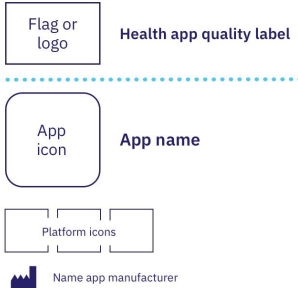 Flag or
logo
Health app quality label
App
icon
App name
Platform icons
Name app manufacturer